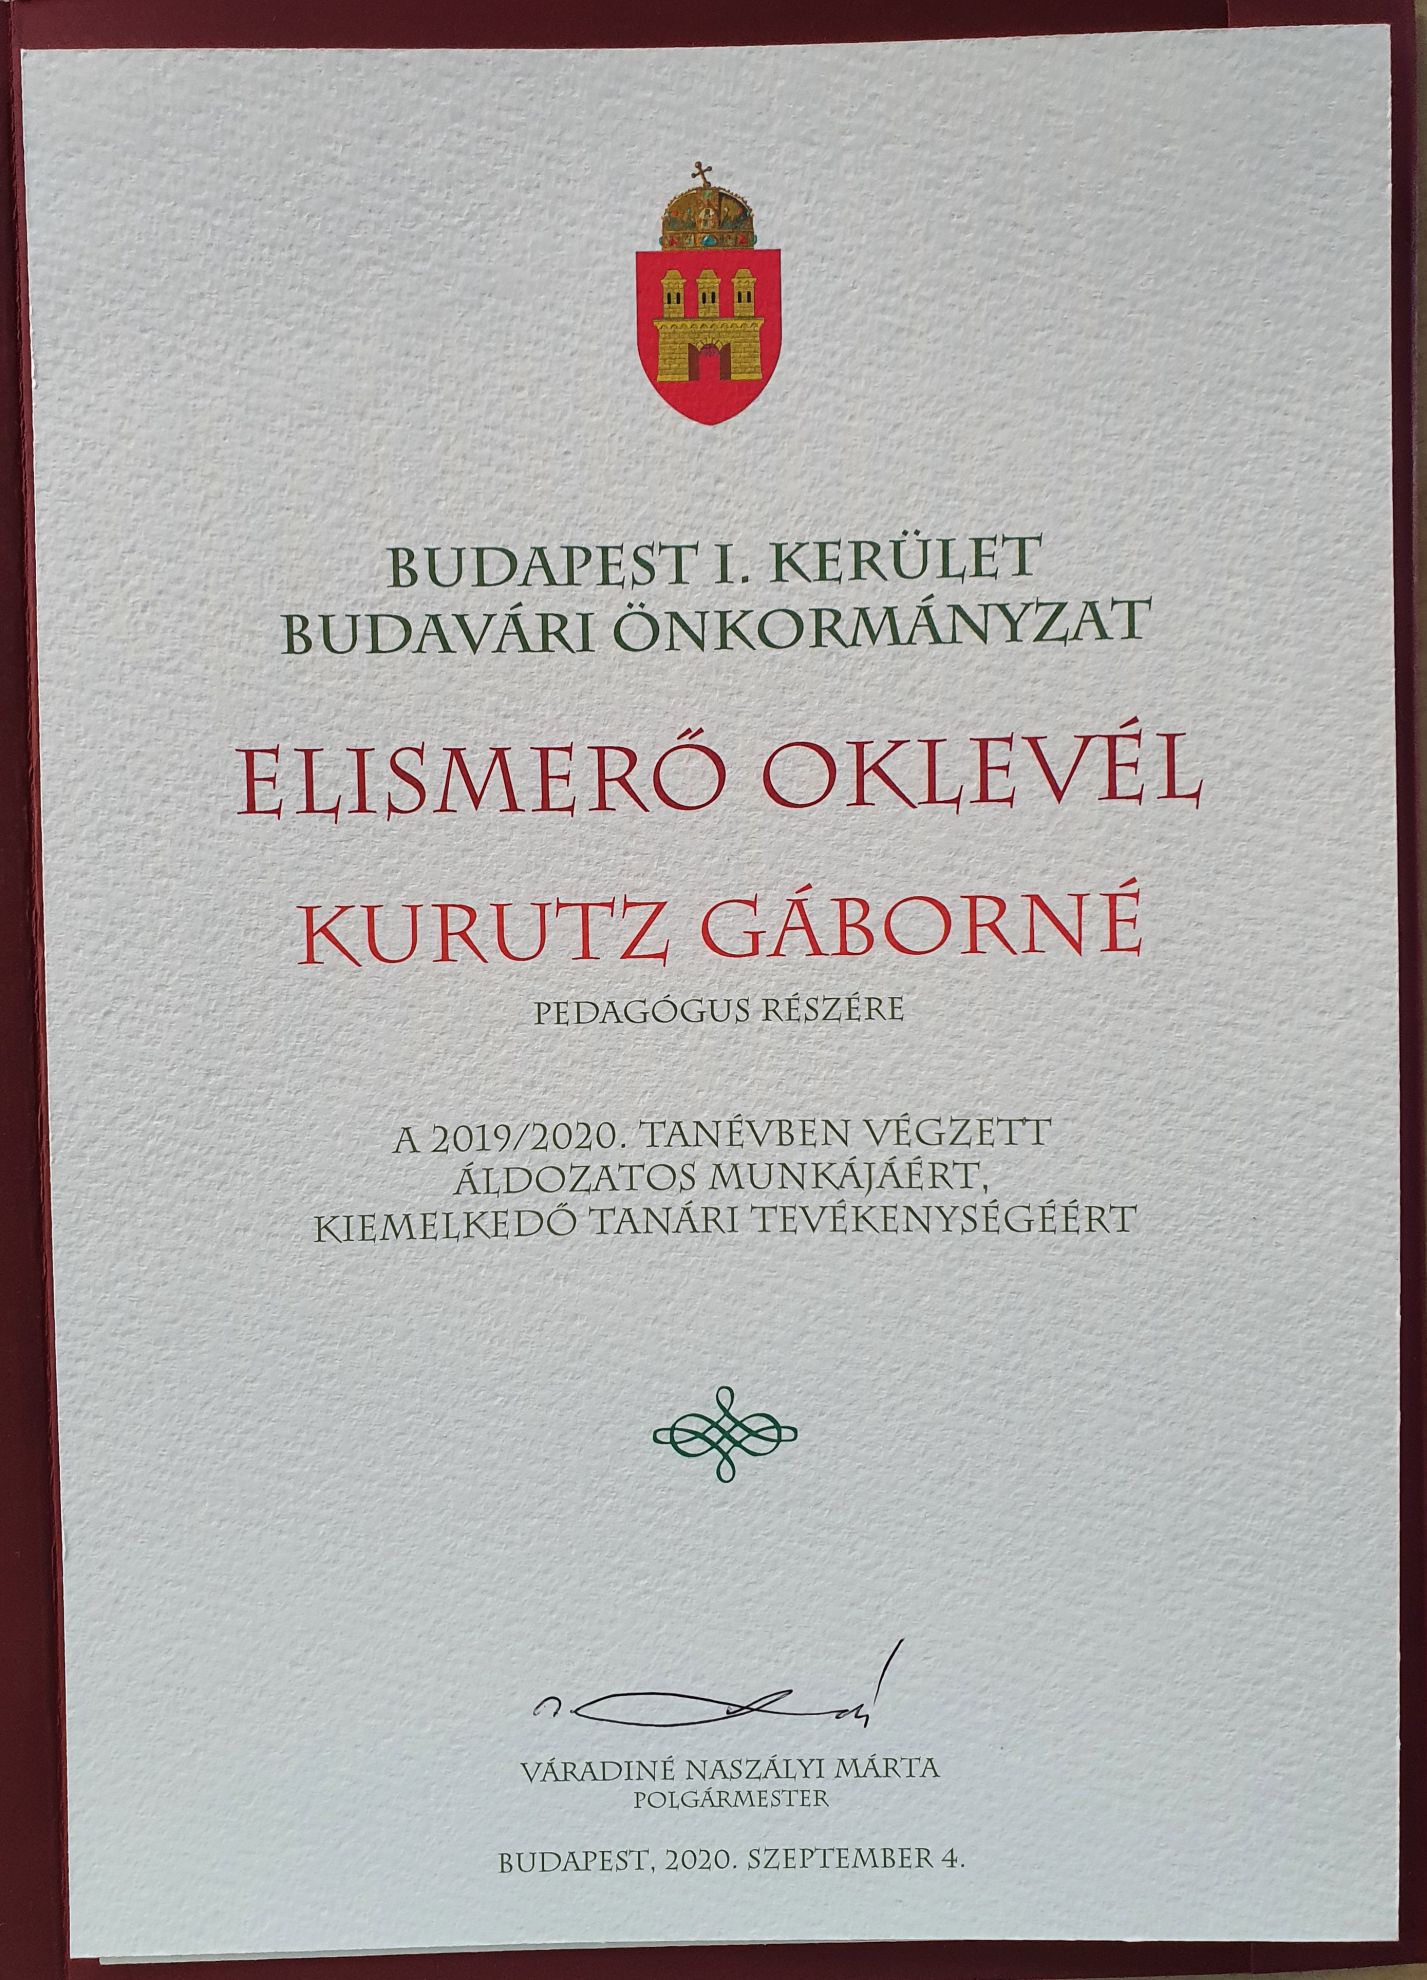 BUDAPEST I. KERÜLET
BUDAVÁRI ÖNKORMÁNYZAT
ELISMERŐ OKLEVÉL
KURUTZ GÁBORNÉ
PEDAGÓGUS RÉSZÉRE
A 2019/2020. TANÉVBEN VÉGZETT
ÁLDOZATOS MUNKÁJÁÉRT,
KIEMELKEDŐ TANÁRI TEVÉKENYSÉGÉÉRT
VÁRADINÉ NASZÁLYI MÁRTA
POLGÁRMESTER
BUDAPEST, 2020. SZEPTEMBER 4.